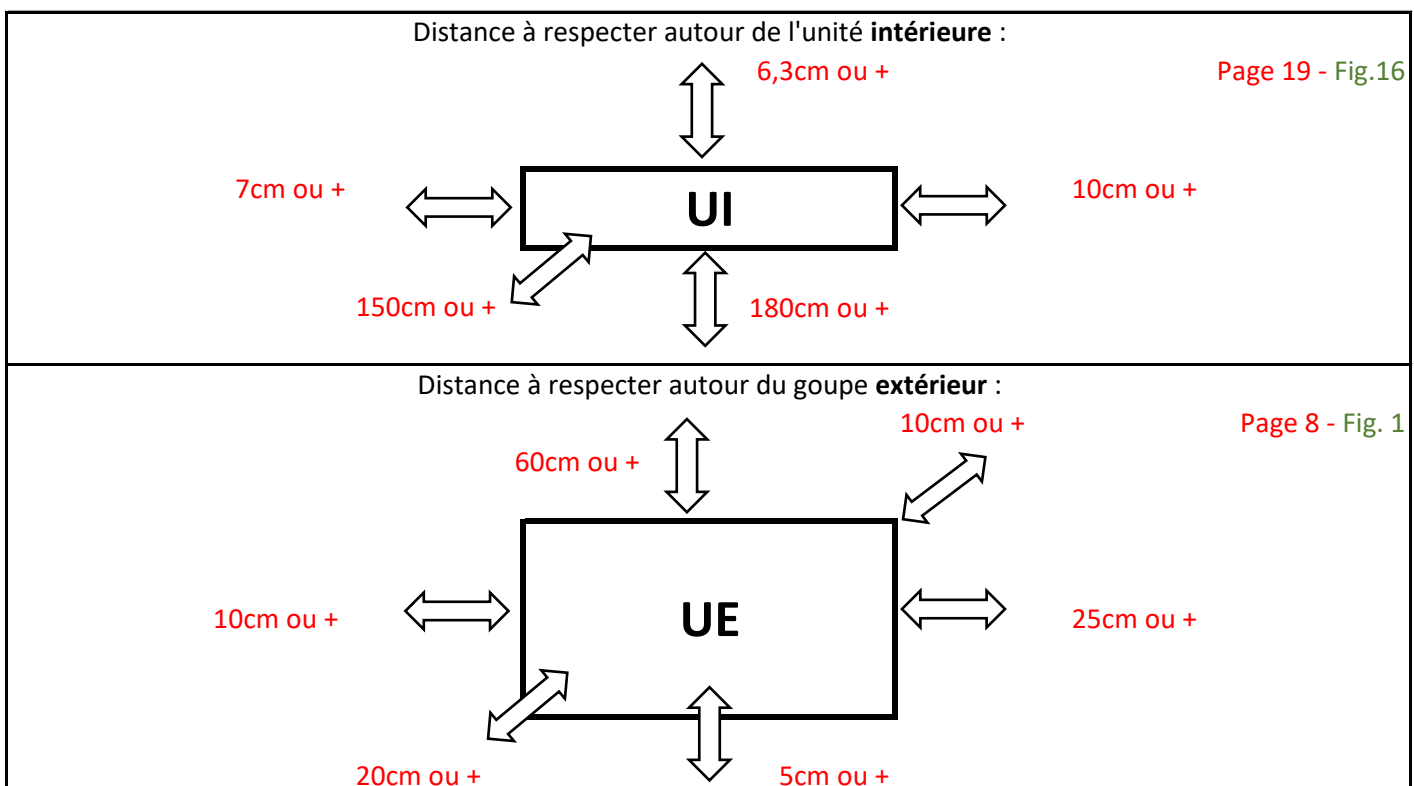 Distance à respecter autour de l'unité intérieure :
6,3cm ou +
Page 19 - Fig.16
7cm ou +
UI
10cm ou +
150cm ou +
180cm ou +
Distance à respecter autour du goupe extérieur :
10cm ou +
Page 8 - Fig. 1
60cm ou +
10cm ou +
UE
25cm ou +
20cm ou +
5cm ou +